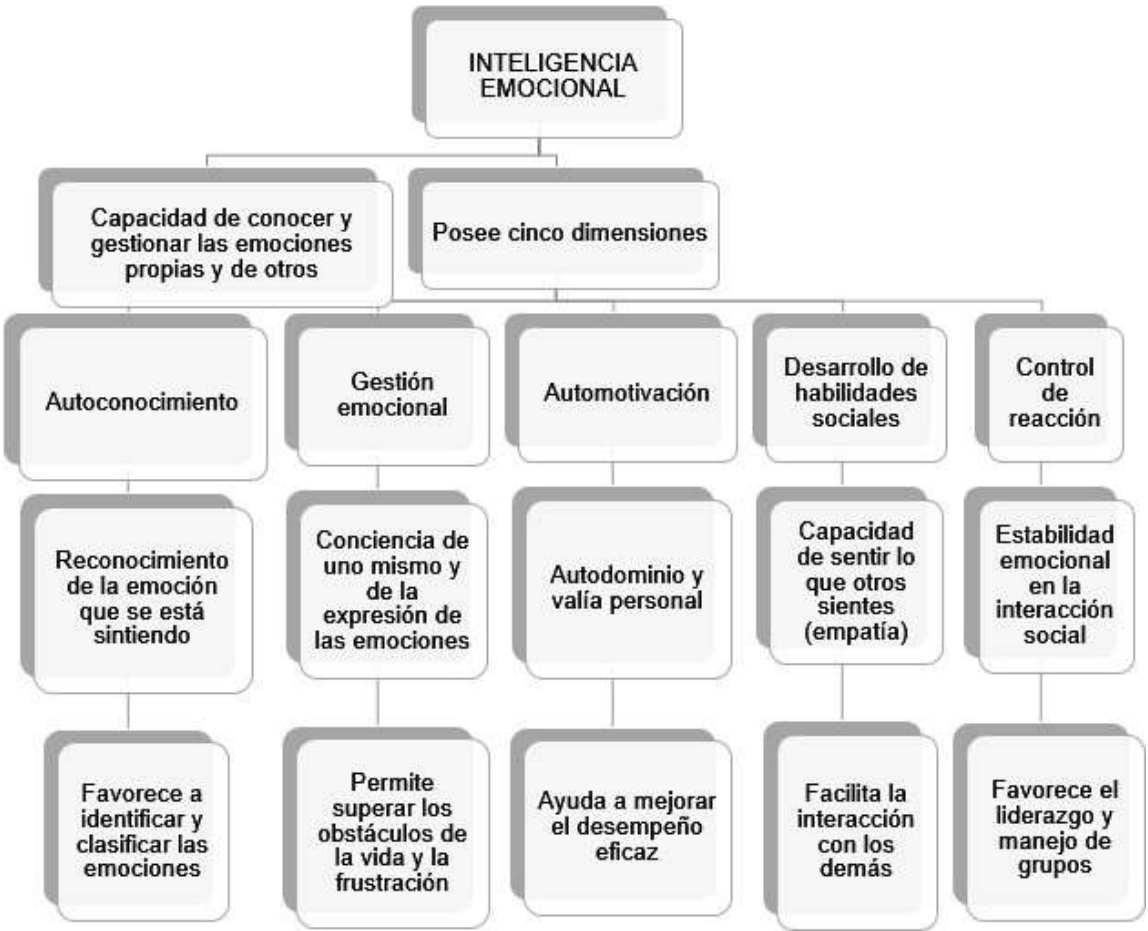 INTELIGENCIA
EMOCIONAL
Capacidad de conocer y
gestionar las emociones
propias y de otros
Posee cinco dimensiones
Autoconocimiento
Gestión
emocional
Automotivación
Desarrollo de
habilidades
sociales
Control
de
reacción
Reconocimiento
de la emoción
que se está
sintiendo
Conciencia de
uno mismo y
de la
expresión de
las emociones
Autodominio y
valía personal
Capacidad
de sentir lo
que otros
sientes
(empatía)
Estabilidad
emocional
en la
interacción
social
Favorece a
identificar y
clasificar las
emociones
Permite
superar los
obstáculos de
la vida y la
frustración
Ayuda a mejorar
el desempeño
eficaz
Facilita la
interacción
con los
demás
Favorece el
liderazgo y
manejo de
grupos